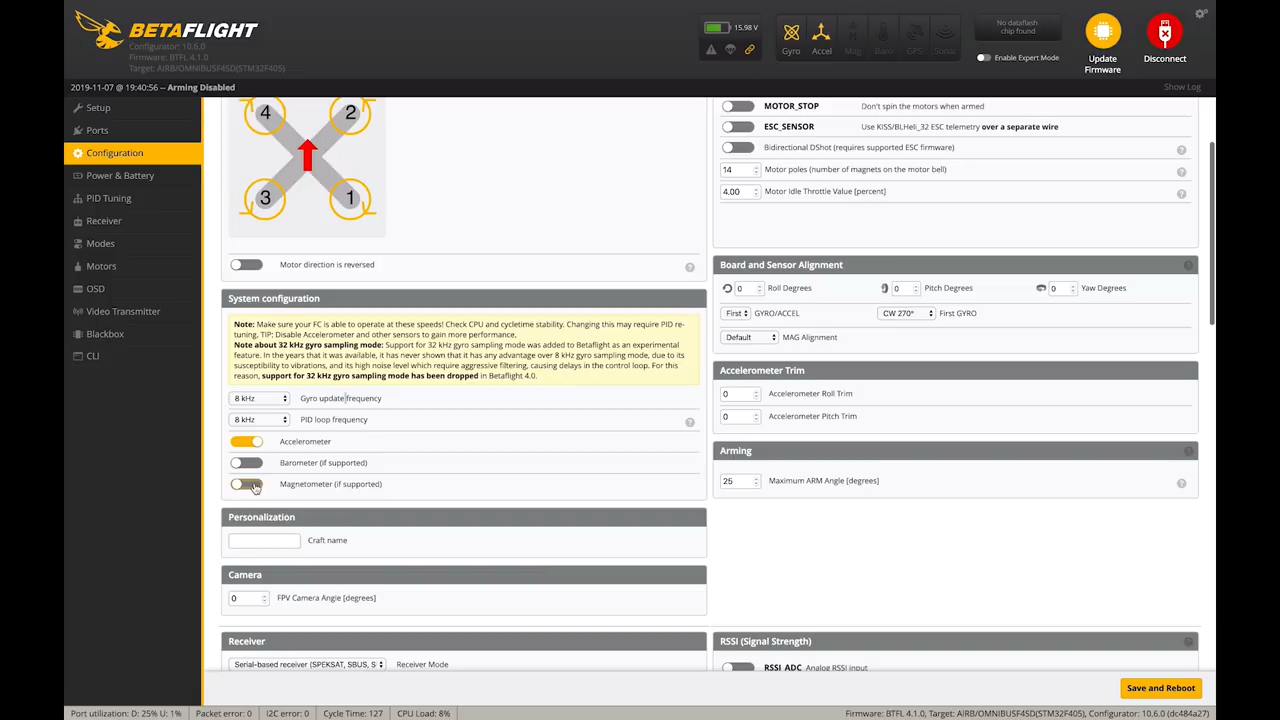 BETAFLIGHT
Configurator: 10.6.0
Firmware: BTFL 4.1.0
Target: AIRB/OMNIBUSF4SD(STM32F405)
15.98 V
Gyro
Accel
Mag
Baro
GPS
Sonar
No dataflash
chip found
Enable Expert Mode
Update
Firmware
Disconnect
2019-11-07 @ 19:40:56 -- Arming Disabled
Show Log
Setup
Ports
Configuration
Power & Battery
PID Tuning
Receiver
Modes
Motors
OSD
Video Transmitter
Blackbox
CLI
4
2
3
1
Motor direction is reversed
System configuration
Note: Make sure your FC is able to operate at these speeds! Check CPU and cycletime stability. Changing this may require PID re-
tuning. TIP: Disable Accelerometer and other sensors to gain more performance.
Note about 32 kHz gyro sampling mode: Support for 32 kHz gyro sampling mode was added to Betaflight as an experimental
feature. In the years that it was available, it has never shown that it has any advantage over 8 kHz gyro sampling mode, due to its
susceptibility to vibrations, and its high noise level which require aggressive filtering, causing delays in the control loop. For this
reason, support for 32 kHz gyro sampling mode has been dropped in Betaflight 4.0.
8 kHz Gyro update frequency
8 kHz PID loop frequency
Accelerometer
Barometer (if supported)
Magnetometer (if supported)
Personalization
Craft name
Camera
0 FPV Camera Angle [degrees]
Receiver
Serial-based receiver (SPEKSAT, SBUS, S Receiver Mode
MOTOR_STOP Don't spin the motors when armed
ESC_SENSOR Use KISS/BLHeli_32 ESC telemetry over a separate wire
Bidirectional DShot (requires supported ESC firmware)
14 Motor poles (number of magnets on the motor bell)
4.00 Motor Idle Throttle Value [percent]
Board and Sensor Alignment
0 Roll Degrees 0 Pitch Degrees 0 Yaw Degrees
First GYRO/ACCEL CW 270° First GYRO
Default MAG Alignment
Accelerometer Trim
0 Accelerometer Roll Trim
0 Accelerometer Pitch Trim
Arming
25 Maximum ARM Angle [degrees]
RSSI (Signal Strength)
RSSI_ADC Analog RSSI input
Save and Reboot
Port utilization: D: 25% U: 1% Packet error: 0 I2C error: 0 Cycle Time: 127 CPU Load: 8% Firmware: BTFL 4.1.0, Target: AIRB/OMNIBUSF4SD(STM32F405), Configurator: 10.6.0 (dc484a27)